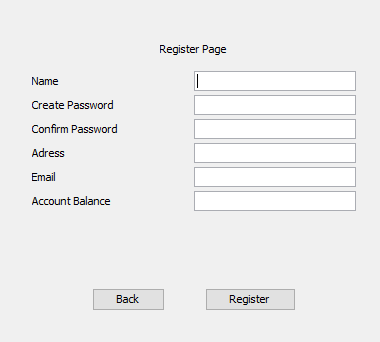 Register Page
Name
Create Password
Confirm Password
Adress
Email
Account Balance
Back Register